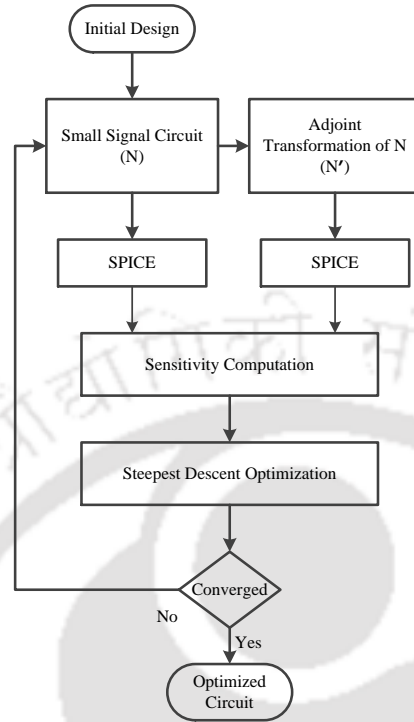 Initial Design
Small Signal Circuit
(N)
Adjoint
Transformation of N
(N′)
SPICE
SPICE
Sensitivity Computation
Steepest Descent Optimization
Converged
No
Yes
Optimized
Circuit